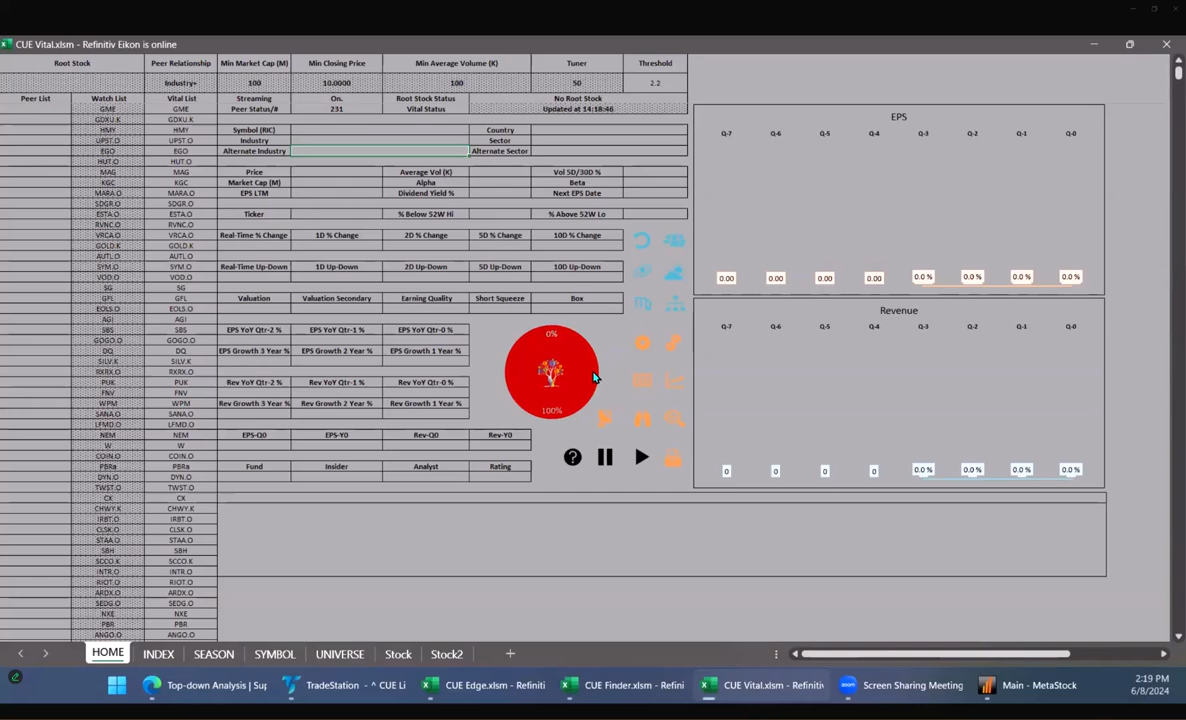 CUE Vital.xlsm - Refinitiv Eikon is online
Root Stock Peer Relationship Min Market Cap (M) Min Closing Price Min Average Volume (K) Tuner Threshold
Industry+ 100 10.0000 100 50 2.2
Peer List Watch List Vital List Streaming On. Root Stock Status No Root Stock
GME GME Peer Status/# 231 Vital Status Updated at 14:18:46
GDXU.K GDXU.K
HMY HMY Symbol (RIC) Country
UPST.O UPST.O Industry Sector
EGO EGO Alternate Industry Alternate Sector
HUT.O HUT.O
MAG MAG Price Average Vol (K) Vol 5D/30D %
KGC KGC Market Cap (M) Alpha Beta
MARA.O MARA.O EPS LTM Dividend Yield % Next EPS Date
SDGR.O SDGR.O
ESTA.O ESTA.O Ticker % Below 52W Hi % Above 52W Lo
RVNC.O RVNC.O
VRCA.O VRCA.O Real-Time % Change 1D % Change 2D % Change 5D % Change 10D % Change
GOLD.K GOLD.K
AUTL.O AUTL.O
SYM.O SYM.O Real-Time Up-Down 1D Up-Down 2D Up-Down 5D Up-Down 10D Up-Down
VOD.O VOD.O
SG SG
GFL GFL Valuation Valuation Secondary Earning Quality Short Squeeze Box
EOLS.O EOLS.O
AGI AGI
SBS SBS EPS YoY Qtr-2 % EPS YoY Qtr-1 % EPS YoY Qtr-0 %
GOGO.O GOGO.O
DQ DQ EPS Growth 3 Year % EPS Growth 2 Year % EPS Growth 1 Year %
SILV.K SILV.K
RXRX.O RXRX.O
PUK PUK Rev YoY Qtr-2 % Rev YoY Qtr-1 % Rev YoY Qtr-0 %
FNV FNV
WPM WPM Rev Growth 3 Year % Rev Growth 2 Year % Rev Growth 1 Year %
SANA.O SANA.O
LFMD.O LFMD.O
NEM NEM EPS-Q0 EPS-Y0 Rev-Q0 Rev-Y0
W W
COIN.O COIN.O
PBRa PBRa Fund Insider Analyst Rating
DYN.O DYN.O
TWST.O TWST.O
CX CX
CHWY.K CHWY.K
IRBT.O IRBT.O
CLSK.O CLSK.O
STAA.O STAA.O
SBH SBH
SCCO.K SCCO.K
INTR.O INTR.O
RIOT.O RIOT.O
ARDX.O ARDX.O
SEDG.O SEDG.O
NXE NXE
PBR PBR
ANGO.O ANGO.O
0%
100%
EPS
Q-7 Q-6 Q-5 Q-4 Q-3 Q-2 Q-1 Q-0
0.00 0.00 0.00 0.00 0.0 % 0.0 % 0.0 % 0.0 %
Revenue
Q-7 Q-6 Q-5 Q-4 Q-3 Q-2 Q-1 Q-0
0 0 0 0 0.0 % 0.0 % 0.0 % 0.0 %
HOME INDEX SEASON SYMBOL UNIVERSE Stock Stock2
Top-down Analysis | Sup TradeStation - ^ CUE Li CUE Edge.xlsm - Refiniti CUE Finder.xlsm - Refini CUE Vital.xlsm - Refinitiv Screen Sharing Meeting Main - MetaStock
2:19 PM
6/8/2024